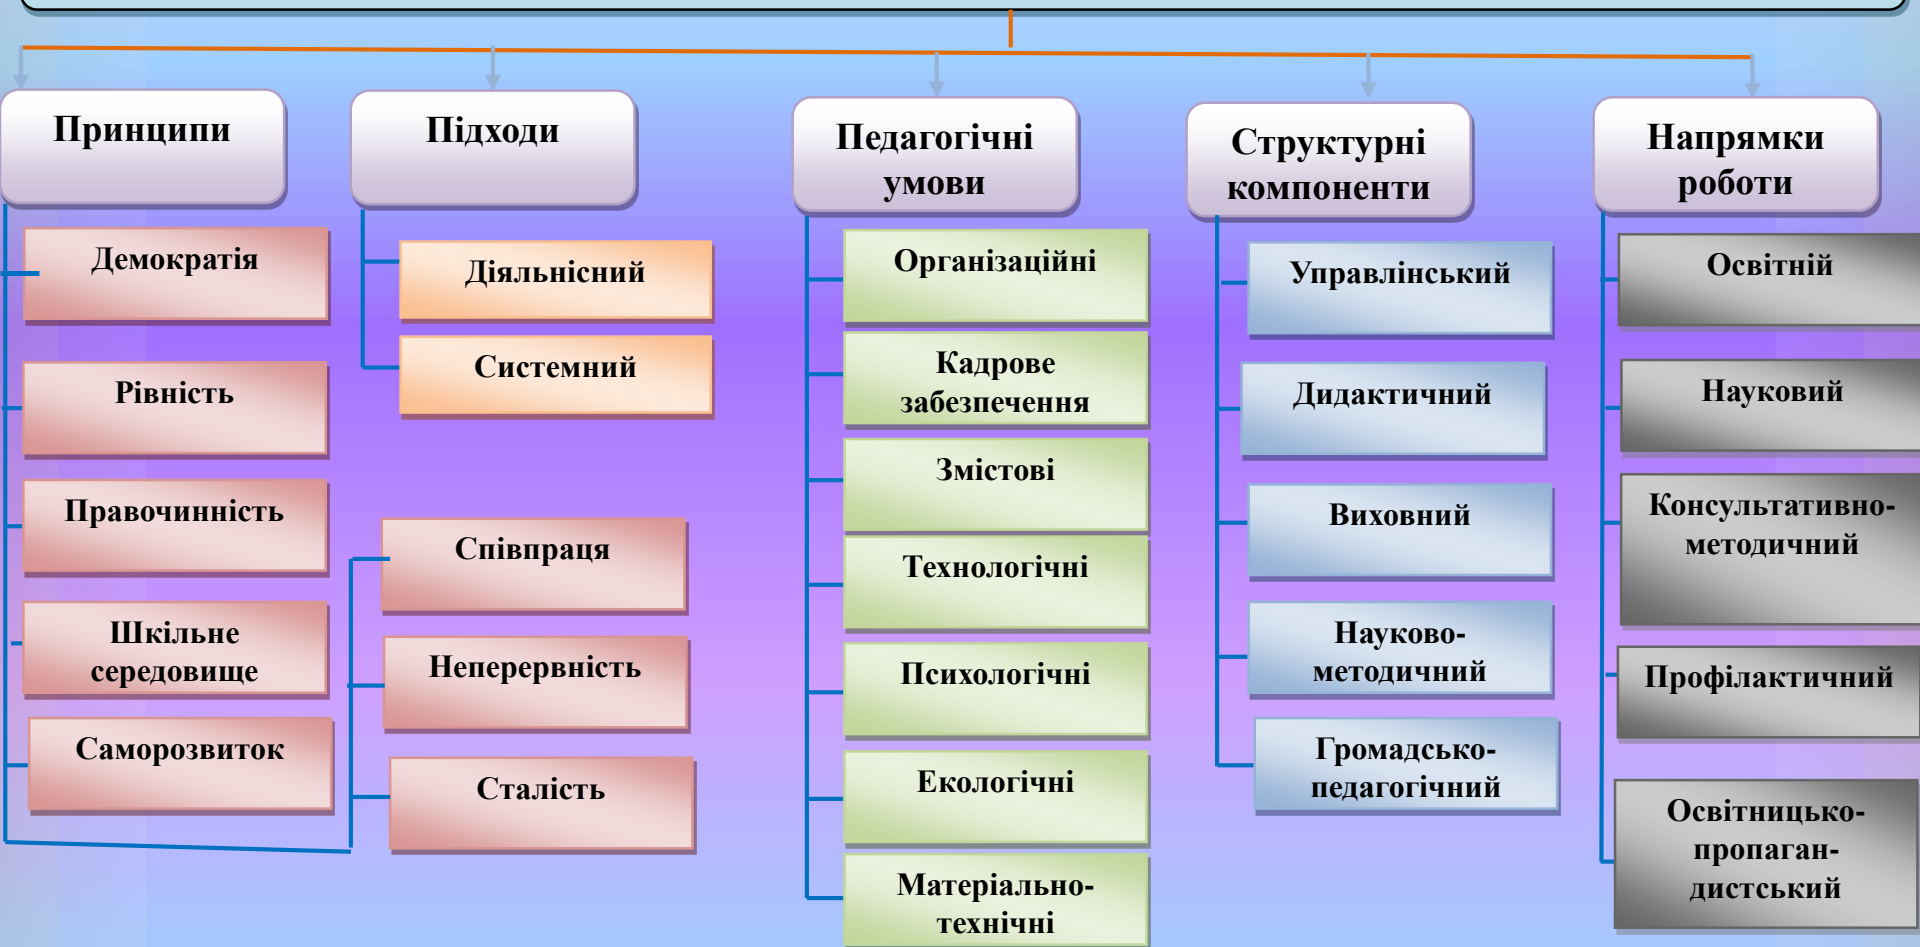 Принципи
Демократія
Рівність
Правочинність
Шкільне
середовище
Саморозвиток
Співпраця
Неперервність
Сталість
Підходи
Діяльнісний
Системний
Педагогічні
умови
Організаційні
Кадрове
забезпечення
Змістові
Технологічні
Психологічні
Екологічні
Матеріально-
технічні
Структурні
компоненти
Управлінський
Дидактичний
Виховний
Науково-
методичний
Громадсько-
педагогічний
Напрямки
роботи
Освітній
Науковий
Консультативно-
методичний
Профілактичний
Освітницько-
пропаган-
дистський